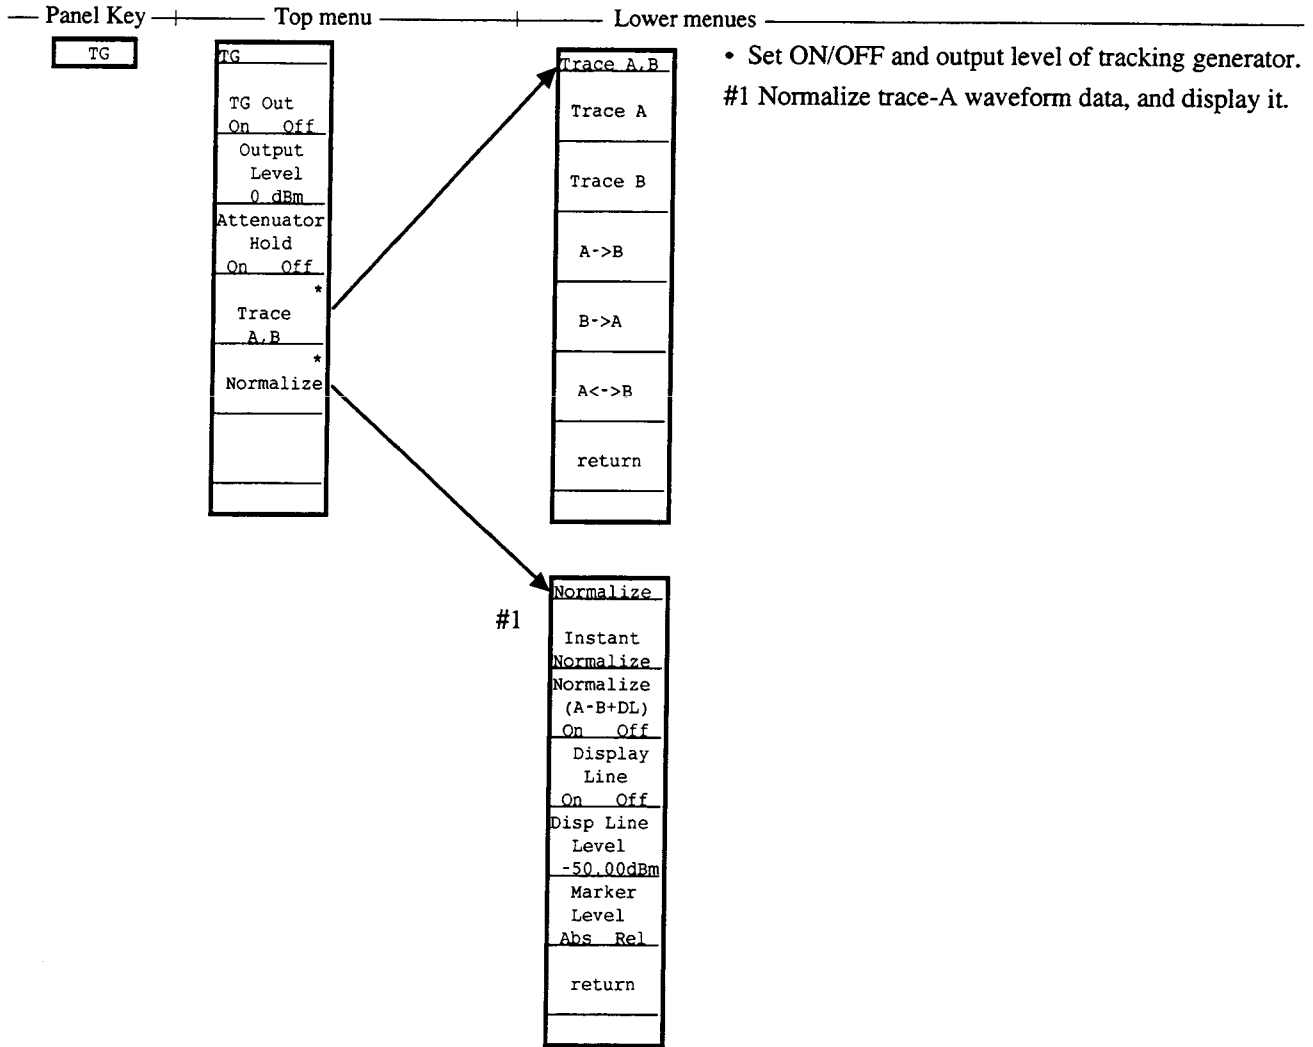 Panel Key
Top menu
Lower menues
TG
TG
TG Out
On Off
Output
Level
0 dBm
Attenuator
Hold
On Off
*
Trace
A,B
*
Normalize
Trace A,B
Trace A
Trace B
A->B
B->A
A<->B
return
• Set ON/OFF and output level of tracking generator.
#1 Normalize trace-A waveform data, and display it.
#1
Normalize
Instant
Normalize
Normalize
(A-B+DL)
On Off
Display
Line
On Off
Disp Line
Level
-50.00dBm
Marker
Level
Abs Rel
return